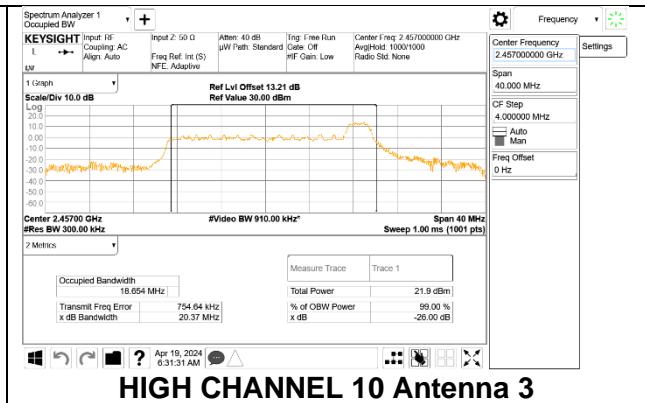 Spectrum Analyzer 1
Occupied BW
KEYSIGHT
Input: RF
Coupling: AC
Align: Auto
Input Z: 50 Ω
Freq Ref: Int (S)
NFE: Adaptive
Atten: 40 dB
µW Path: Standard
Trig: Free Run
Gate: Off
#IF Gain: Low
Center Freq: 2.457000000 GHz
Avg|Hold: 1000/1000
Radio Std: None
L
1 Graph
Scale/Div 10.0 dB
Ref Lvl Offset 13.21 dB
Ref Value 30.00 dBm
Log
20.0
10.0
0.00
-10.0
-20.0
-30.0
-40.0
-50.0
-60.0
Center 2.45700 GHz
#Video BW 910.00 kHz*
Span 40 MHz
#Res BW 300.00 kHz
Sweep 1.00 ms (1001 pts)
2 Metrics
Measure Trace
Trace 1
Occupied Bandwidth
18.654 MHz
Total Power
21.9 dBm
Transmit Freq Error
754.64 kHz
% of OBW Power
99.00 %
x dB Bandwidth
20.37 MHz
x dB
-26.00 dB
?
Apr 19, 2024
6:31:31 AM
Frequency
Center Frequency
2.457000000 GHz
Settings
Span
40.000 MHz
CF Step
4.000000 MHz
Auto
Man
Freq Offset
0 Hz
HIGH CHANNEL 10 Antenna 3